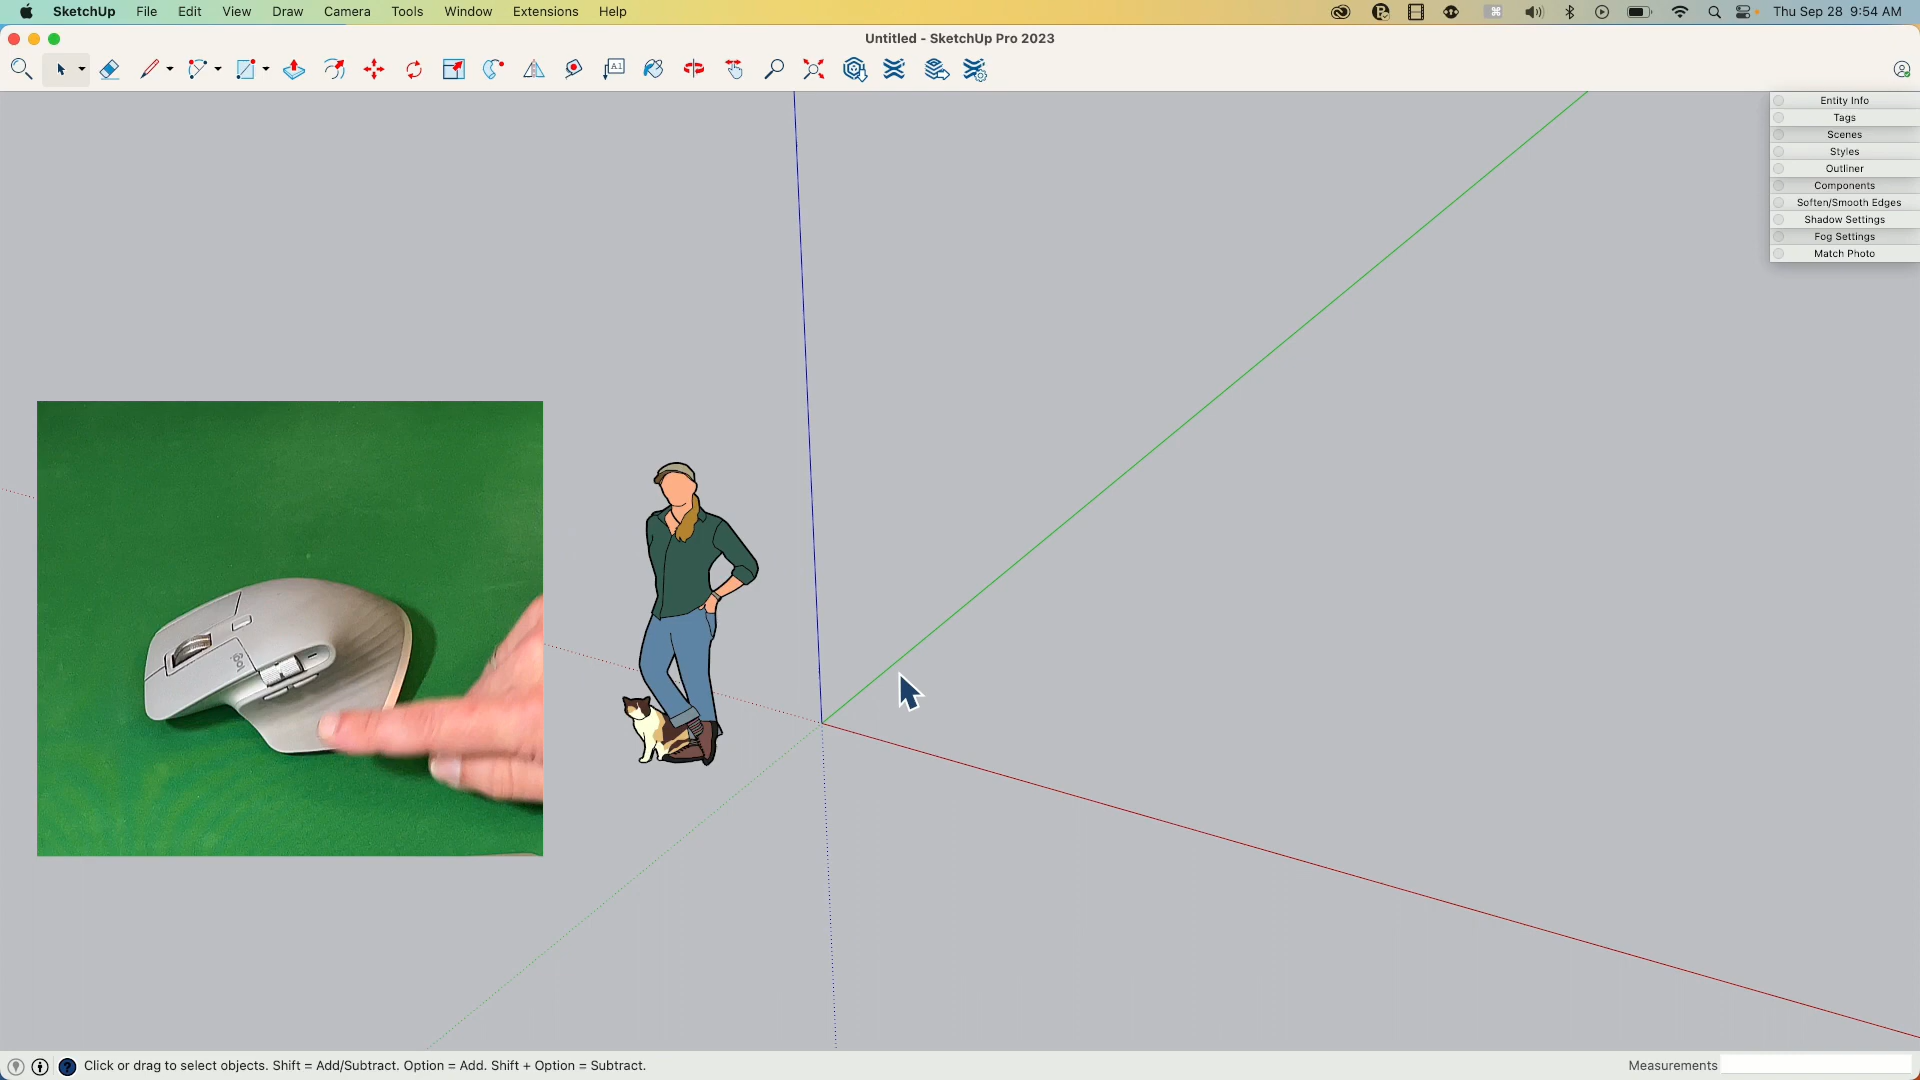 SketchUp File Edit View Draw Camera Tools Window Extensions Help Thu Sep 28 9:54 AM
Untitled - SketchUp Pro 2023
A1
Entity Info
Tags
Scenes
Styles
Outliner
Components
Soften/Smooth Edges
Shadow Settings
Fog Settings
Match Photo
logi
Click or drag to select objects. Shift = Add/Subtract. Option = Add. Shift + Option = Subtract.
Measurements